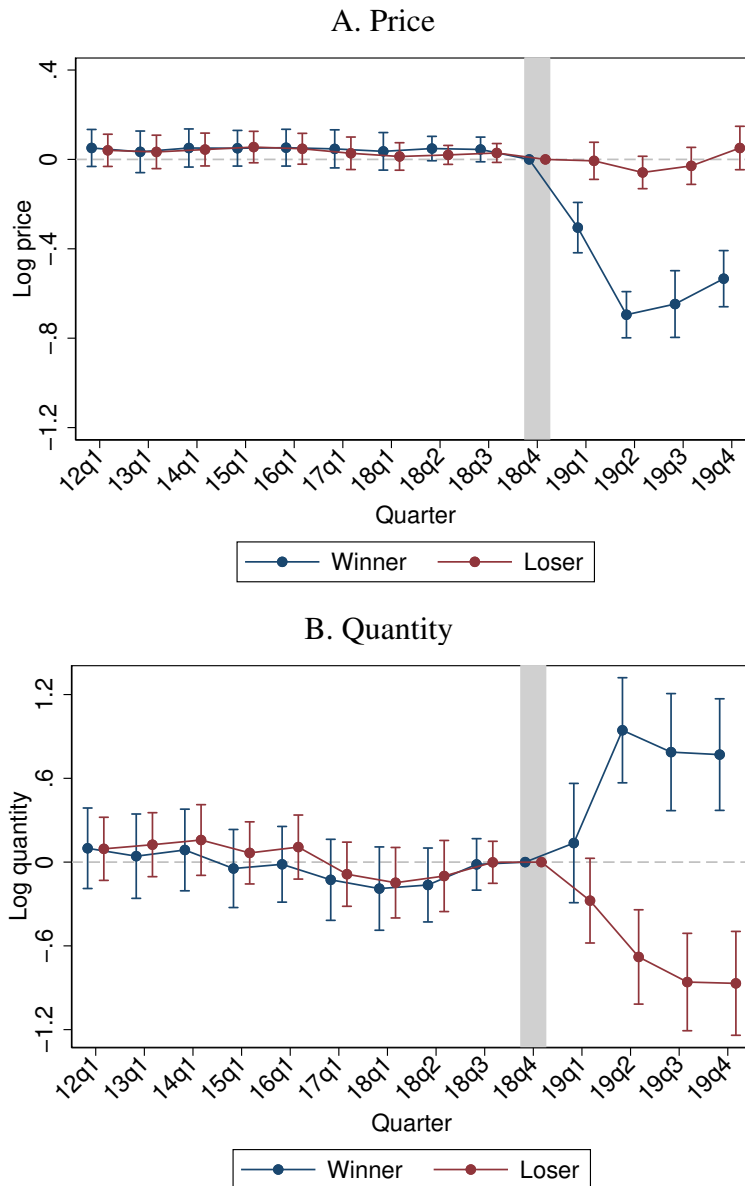 A. Price
.4
0
-.4
-.8
-1.2
Log price
12q1 13q1 14q1 15q1 16q1 17q1 18q1 18q2 18q3 18q4 19q1 19q2 19q3 19q4
Quarter
Winner Loser
B. Quantity
1.2
.6
0
-.6
-1.2
Log quantity
12q1 13q1 14q1 15q1 16q1 17q1 18q1 18q2 18q3 18q4 19q1 19q2 19q3 19q4
Quarter
Winner Loser